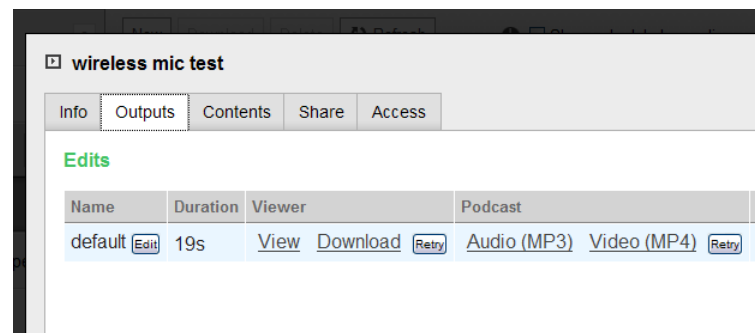 wireless mic test
Info Outputs Contents Share Access
Edits
Name Duration Viewer Podcast
default Edit 19s View Download Retry Audio (MP3) Video (MP4) Retry